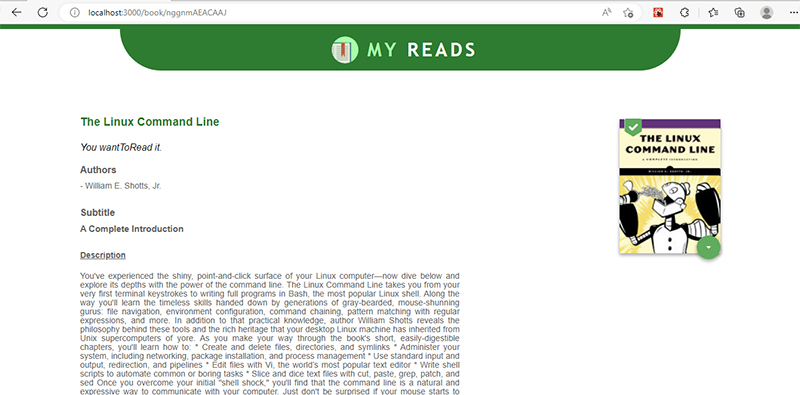 localhost:3000/book/nggnmAEACAAJ
MY READS
The Linux Command Line
You wantToRead it.
Authors
- William E. Shotts, Jr.
Subtitle
A Complete Introduction
Description
You've experienced the shiny, point-and-click surface of your Linux computer—now dive below and
explore its depths with the power of the command line. The Linux Command Line takes you from your
very first terminal keystrokes to writing full programs in Bash, the most popular Linux shell. Along the
way you'll learn the timeless skills handed down by generations of gray-bearded, mouse-shunning
gurus: file navigation, environment configuration, command chaining, pattern matching with regular
expressions, and more. In addition to that practical knowledge, author William Shotts reveals the
philosophy behind these tools and the rich heritage that your desktop Linux machine has inherited from
Unix supercomputers of yore. As you make your way through the book's short, easily-digestible
chapters, you'll learn how to: * Create and delete files, directories, and symlinks * Administer your
system, including networking, package installation, and process management * Use standard input and
output, redirection, and pipelines * Edit files with Vi, the world's most popular text editor * Write shell
scripts to automate common or boring tasks * Slice and dice text files with cut, paste, grep, patch, and
sed Once you overcome your initial "shell shock," you'll find that the command line is a natural and
expressive way to communicate with your computer. Just don't be surprised if your mouse starts to
THE LINUX
COMMAND LINE
A COMPLETE INTRODUCTION
WILLIAM E. SHOTTS, JR.